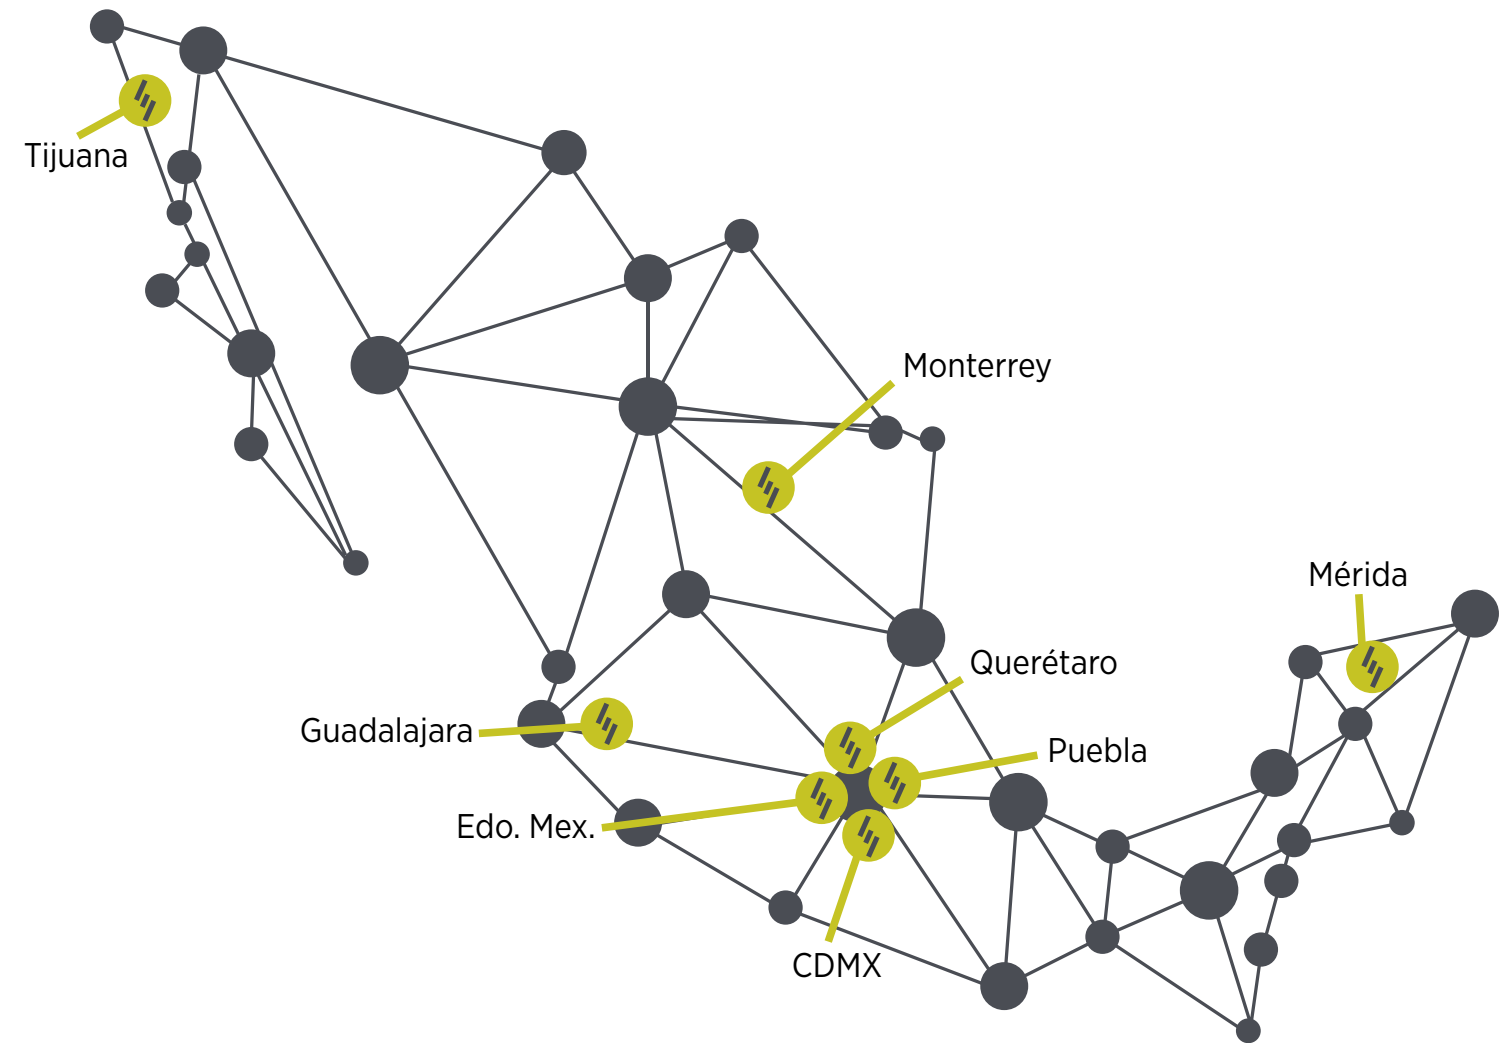 Tijuana
Monterrey
Mérida
Querétaro
Guadalajara
Puebla
Edo. Mex.
CDMX